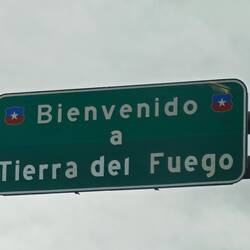 Bienvenido
a
Tierra del Fuego